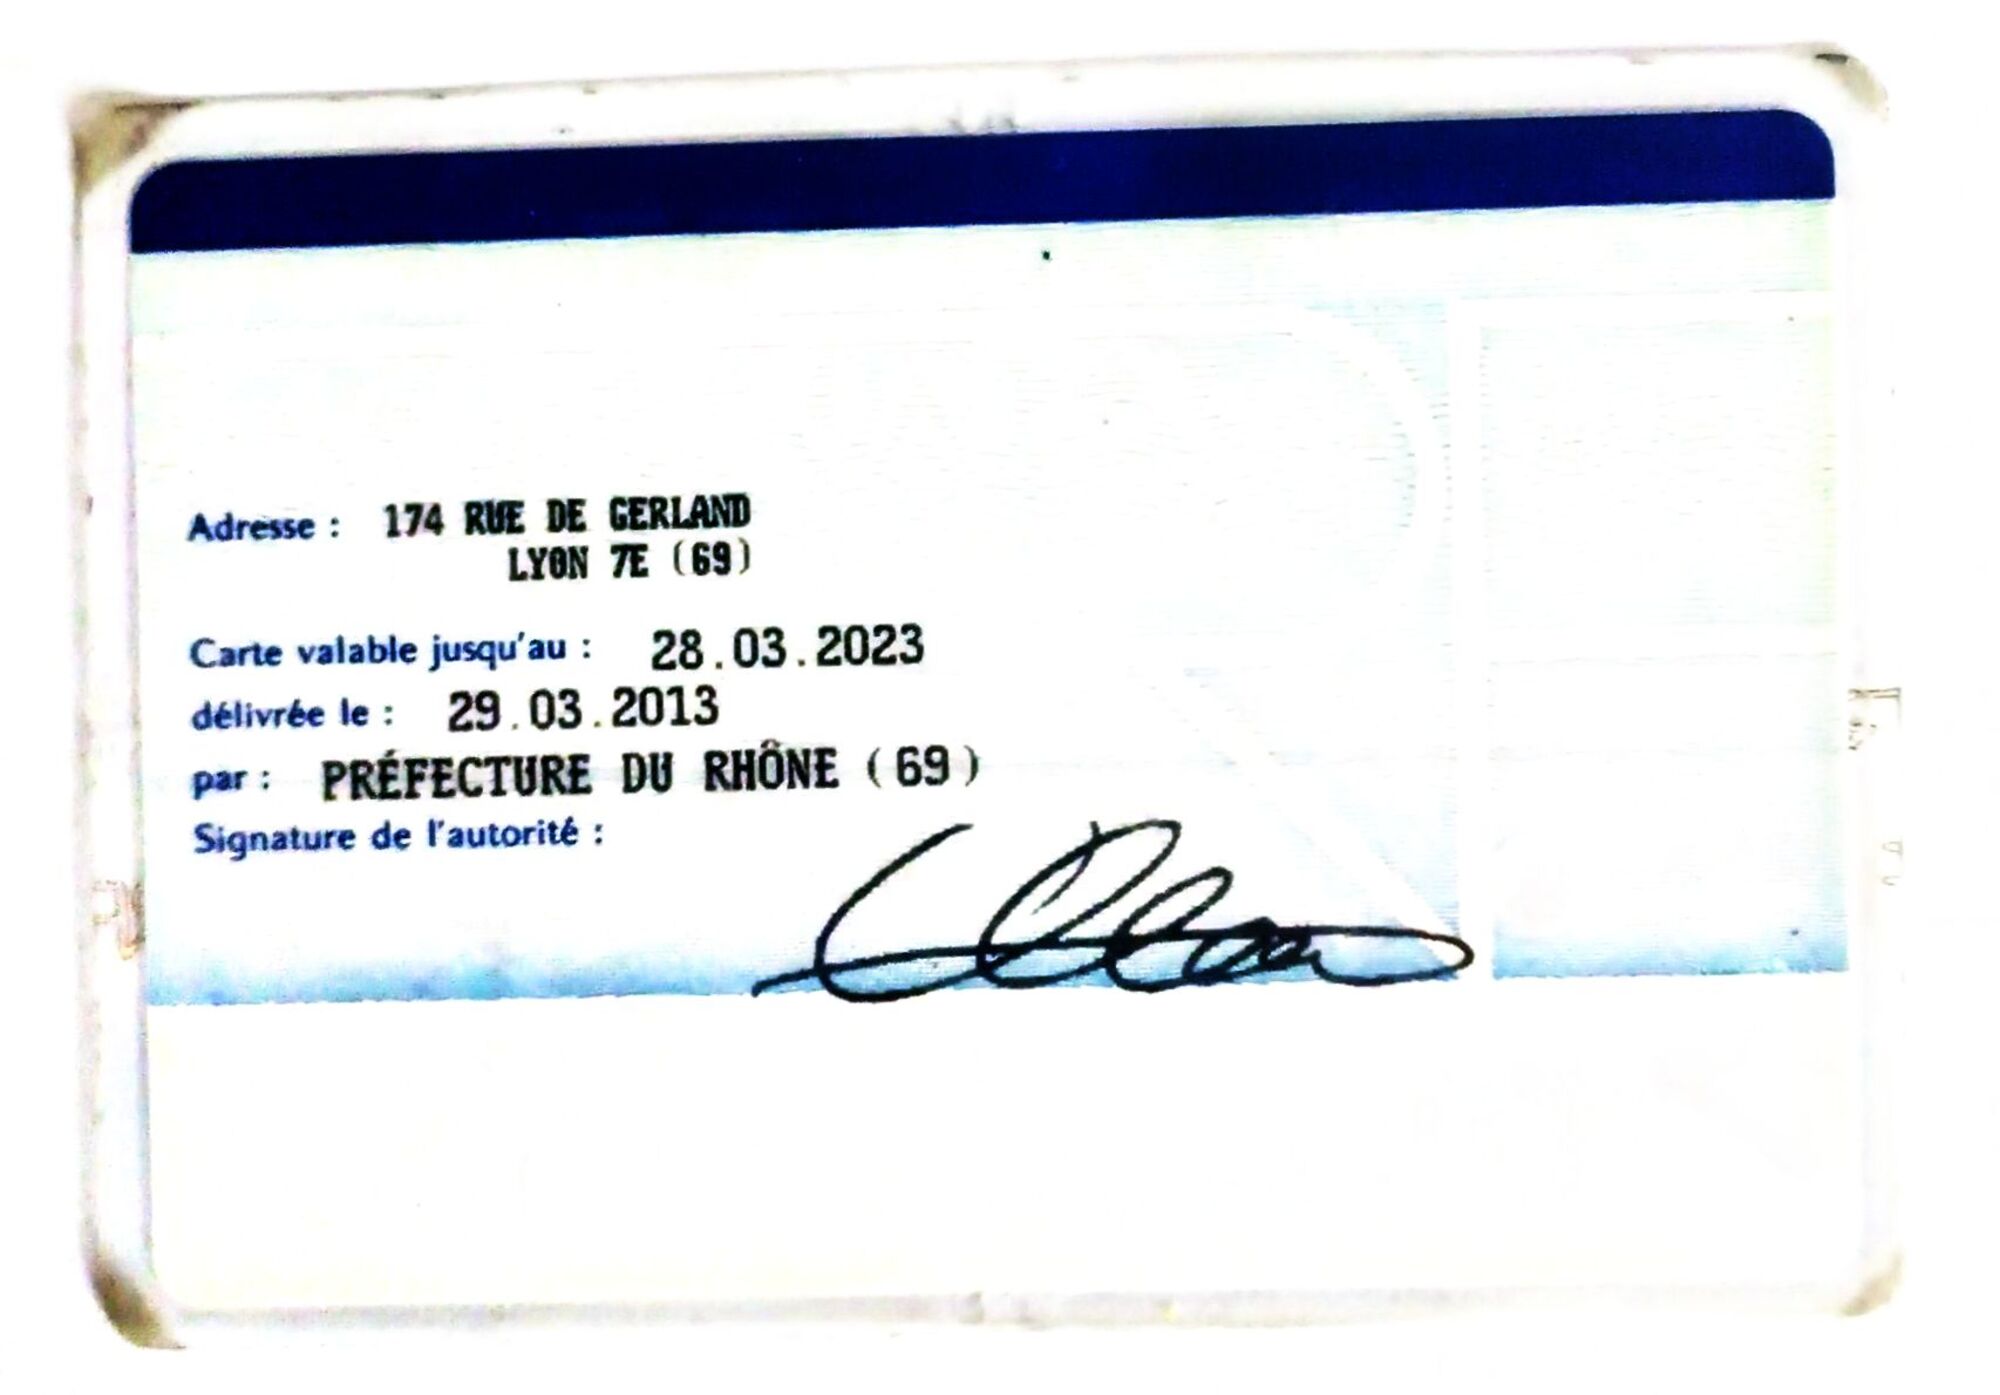 Adresse : 174 RUE DE GERLAND
LYON 7E (69)
Carte valable jusqu'au : 28.03.2023
délivrée le : 29.03.2013
par : PRÉFECTURE DU RHÔNE (69)
Signature de l'autorité :